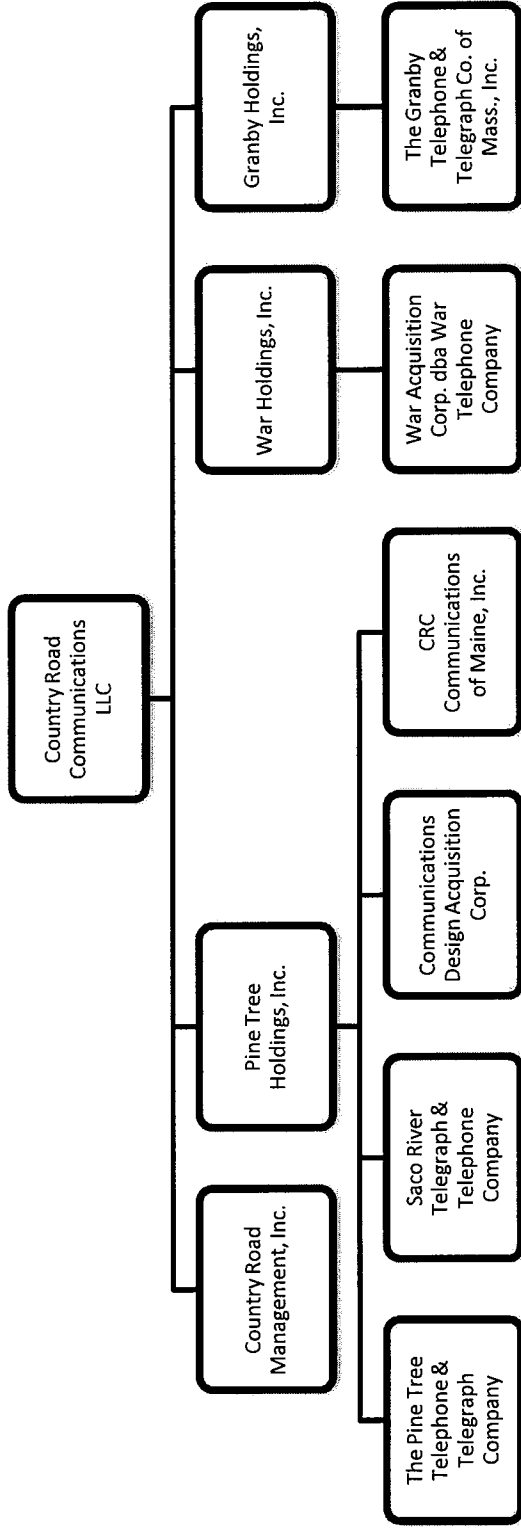 Country Road
Communications
LLC
Country Road
Management, Inc.
Pine Tree
Holdings, Inc.
War Holdings, Inc.
Granby Holdings,
Inc.
The Pine Tree
Telephone &
Telegraph
Company
Saco River
Telegraph &
Telephone
Company
Communications
Design Acquisition
Corp.
CRC
Communications
of Maine, Inc.
War Acquisition
Corp. dba War
Telephone
Company
The Granby
Telephone &
Telegraph Co. of
Mass., Inc.